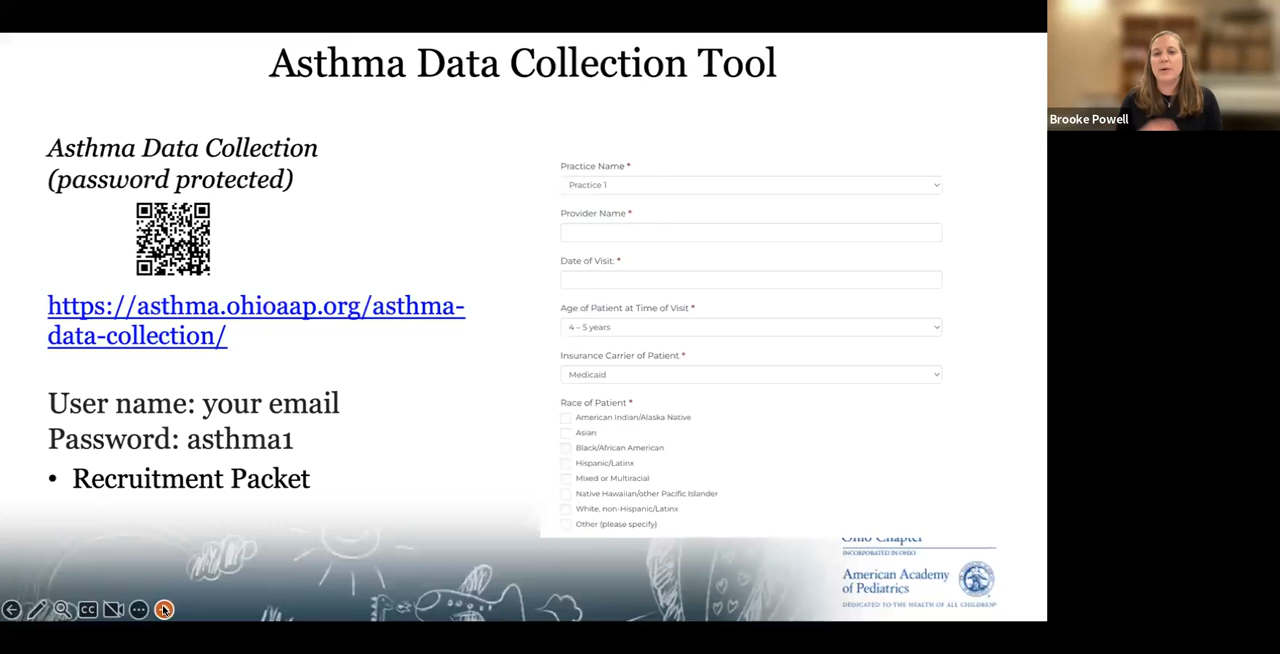 Asthma Data Collection Tool
Asthma Data Collection
(password protected)
https://asthma.ohioaap.org/asthma-
data-collection/
User name: your email
Password: asthma1
• Recruitment Packet
Practice Name *
Practice 1
Provider Name *
Date of Visit: *
Age of Patient at Time of Visit *
4 – 5 years
Insurance Carrier of Patient *
Medicaid
Race of Patient *
American Indian/Alaska Native
Asian
Black/African American
Hispanic/Latinx
Mixed or Multiracial
Native Hawaiian/other Pacific Islander
White, non-Hispanic/Latinx
Other (please specify)
Ohio Chapter
INCORPORATED IN OHIO
American Academy
of Pediatrics
DEDICATED TO THE HEALTH OF ALL CHILDREN®
CC
Brooke Powell